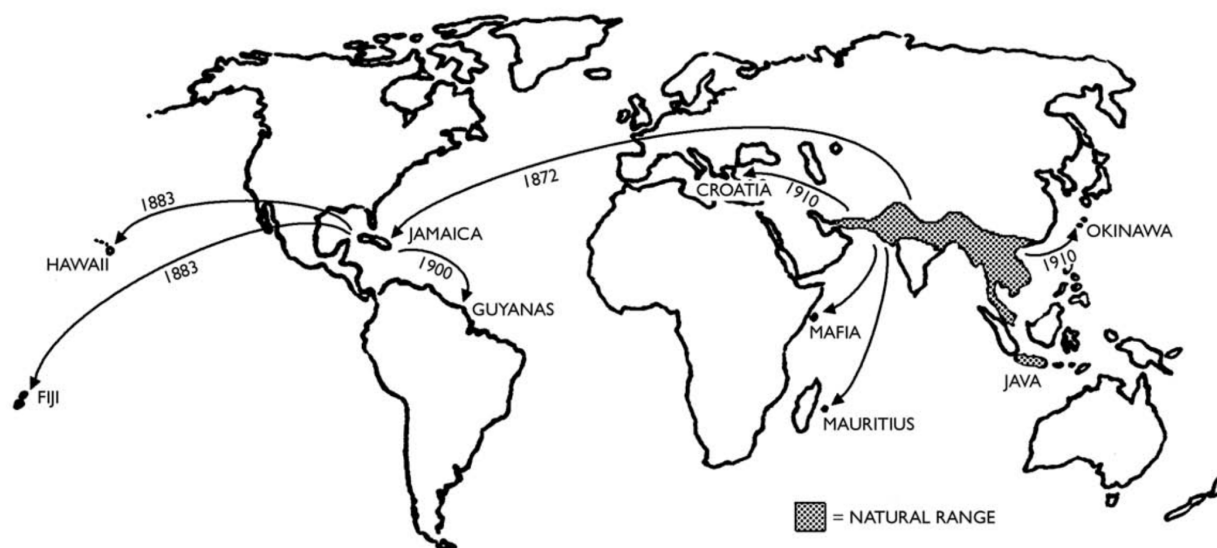 1872
CROATIA
1910
1883
JAMAICA
OKINAWA
HAWAII
1883
1900
1910
GUYANAS
MAFIA
JAVA
FIJI
MAURITIUS
= NATURAL RANGE